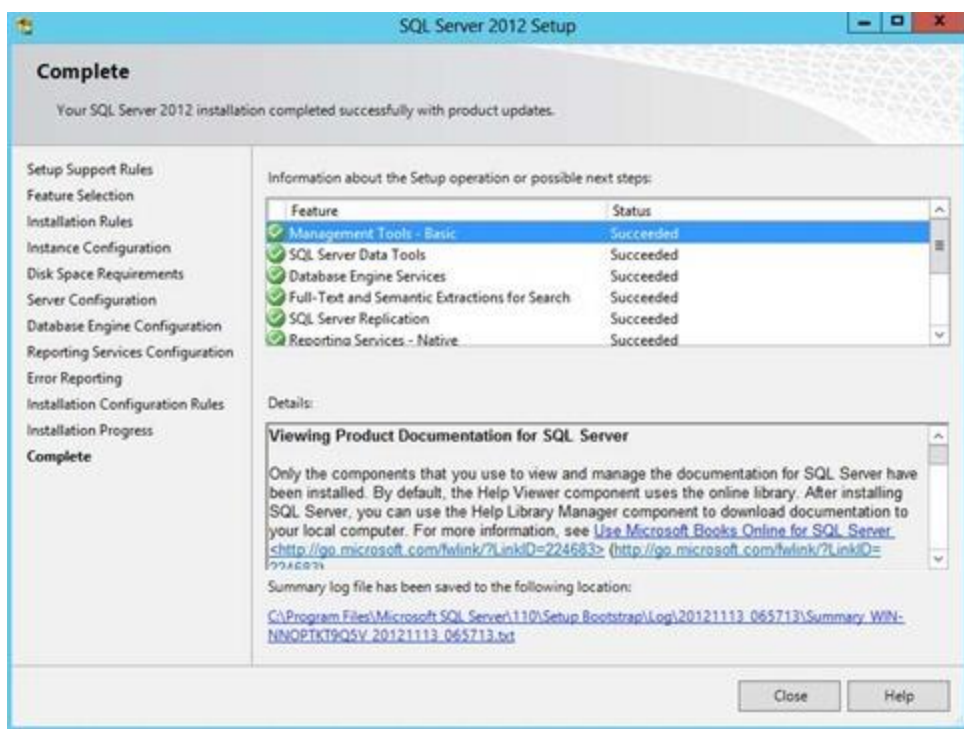 SQL Server 2012 Setup
Complete
Your SQL Server 2012 installation completed successfully with product updates.
Setup Support Rules
Feature Selection
Installation Rules
Instance Configuration
Disk Space Requirements
Server Configuration
Database Engine Configuration
Reporting Services Configuration
Error Reporting
Installation Configuration Rules
Installation Progress
Complete
Information about the Setup operation or possible next steps:
Feature Status
Management Tools - Basic Succeeded
SQL Server Data Tools Succeeded
Database Engine Services Succeeded
Full-Text and Semantic Extractions for Search Succeeded
SQL Server Replication Succeeded
Reporting Services - Native Succeeded
Details:
Viewing Product Documentation for SQL Server
Only the components that you use to view and manage the documentation for SQL Server have
been installed. By default, the Help Viewer component uses the online library. After installing
SQL Server, you can use the Help Library Manager component to download documentation to
your local computer. For more information, see Use Microsoft Books Online for SQL Server
<http://go.microsoft.com/fwlink/?LinkID=224683> (http://go.microsoft.com/fwlink/?LinkID=
224683)
Summary log file has been saved to the following location:
C:\Program Files\Microsoft SQL Server\110\Setup Bootstrap\Log\20121113_065713\Summary_WIN-
NNOPTKT9Q5V_20121113_065713.txt
Close Help